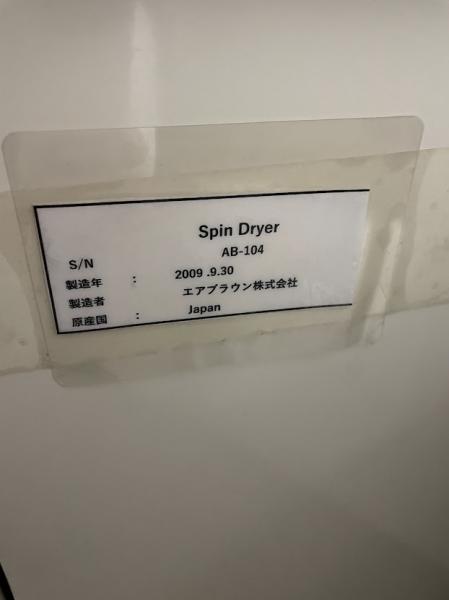 Spin Dryer
S/N AB-104
製造年 : 2009 .9.30
製造者 エアブラウン株式会社
原産国 : Japan